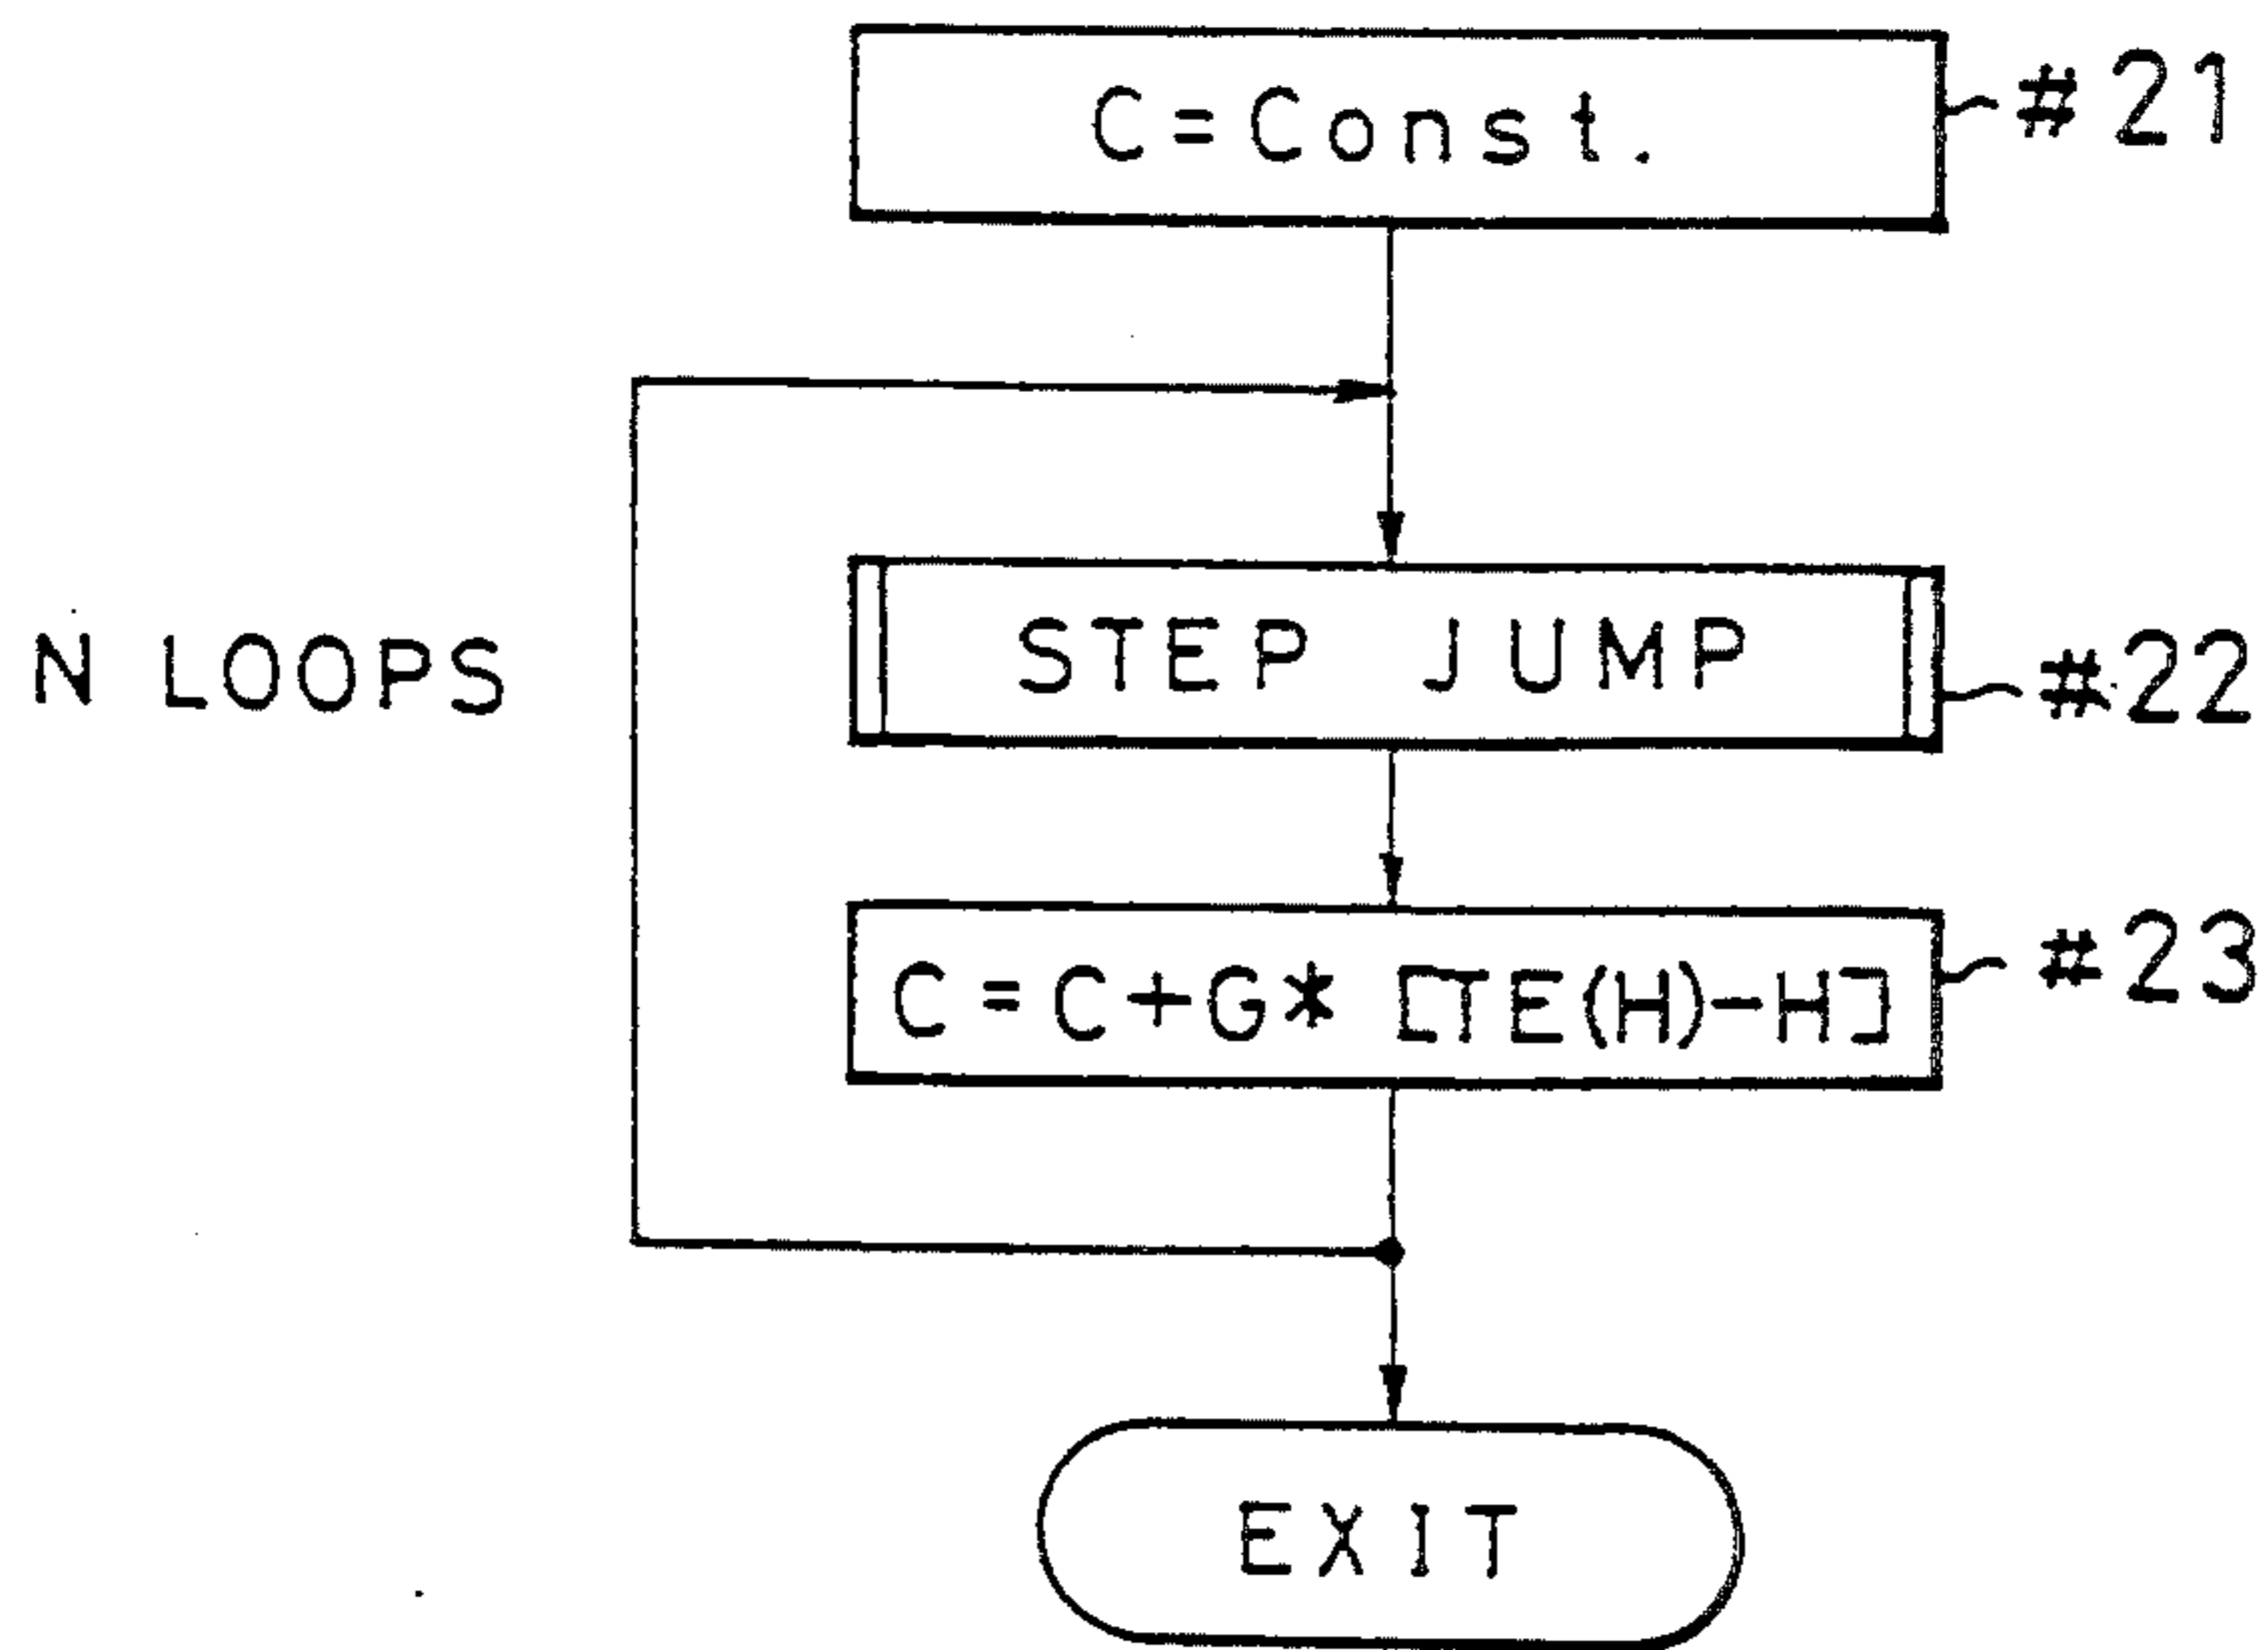 C=Const.
#21
N LOOPS
STEP JUMP
#22
C=C+G* [TE(H)-H]
#23
EXIT